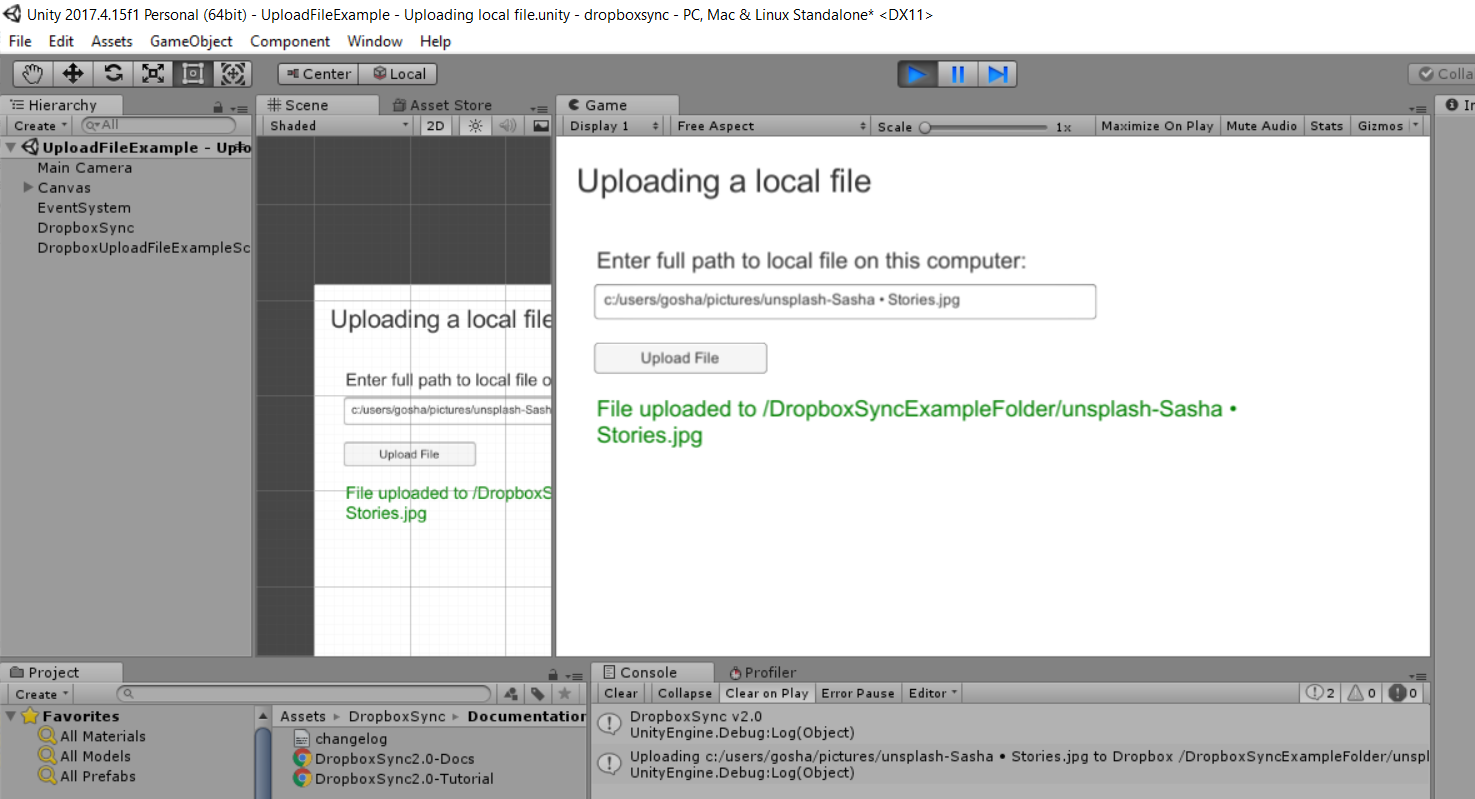 Unity 2017.4.15f1 Personal (64bit) - UploadFileExample - Uploading local file.unity - dropboxsync - PC, Mac & Linux Standalone* <DX11>
File Edit Assets GameObject Component Window Help
Center Local Colla
Hierarchy
Create All
UploadFileExample - Uplo
Main Camera
Canvas
EventSystem
DropboxSync
DropboxUploadFileExampleSc
Scene Asset Store
Shaded 2D
Uploading a local file
Enter full path to local file o
c:/users/gosha/pictures/unsplash-Sash
Upload File
File uploaded to /DropboxS
Stories.jpg
Game
Display 1 Free Aspect Scale 1x Maximize On Play Mute Audio Stats Gizmos
Uploading a local file
Enter full path to local file on this computer:
c:/users/gosha/pictures/unsplash-Sasha • Stories.jpg
Upload File
File uploaded to /DropboxSyncExampleFolder/unsplash-Sasha •
Stories.jpg
In
Project
Create
Favorites
All Materials
All Models
All Prefabs
Assets DropboxSync Documentation
changelog
DropboxSync2.0-Docs
DropboxSync2.0-Tutorial
Console Profiler
Clear Collapse Clear on Play Error Pause Editor 2 0 0
DropboxSync v2.0
UnityEngine.Debug:Log(Object)
Uploading c:/users/gosha/pictures/unsplash-Sasha • Stories.jpg to Dropbox /DropboxSyncExampleFolder/unspl
UnityEngine.Debug:Log(Object)